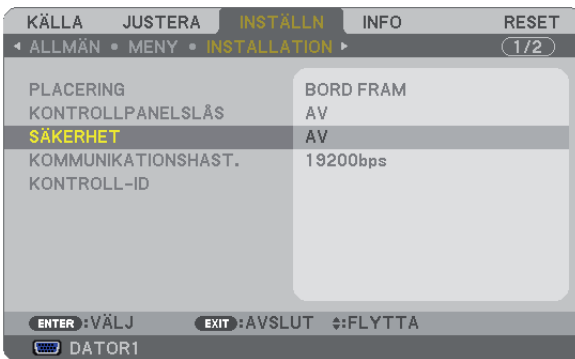 KÄLLA JUSTERA INSTÄLLN INFO RESET
ALLMÄN • MENY • INSTALLATION 1/2
PLACERING BORD FRAM
KONTROLLPANELSLÅS AV
SÄKERHET AV
KOMMUNIKATIONSHAST. 19200bps
KONTROLL-ID
ENTER :VÄLJ EXIT :AVSLUT :FLYTTA
DATOR1